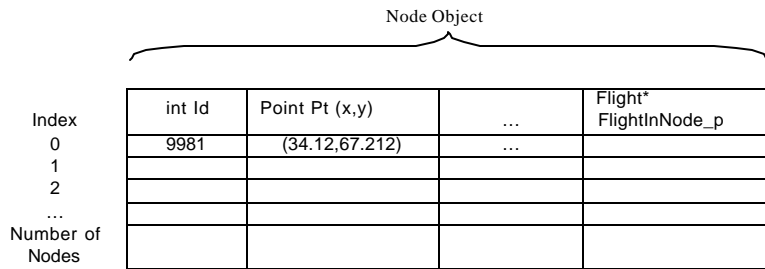 Node Object
Index
int Id
Point Pt (x,y)
...
Flight*
FlightInNode_p
0
9981
(34.12,67.212)
...
1
2
...
Number of
Nodes